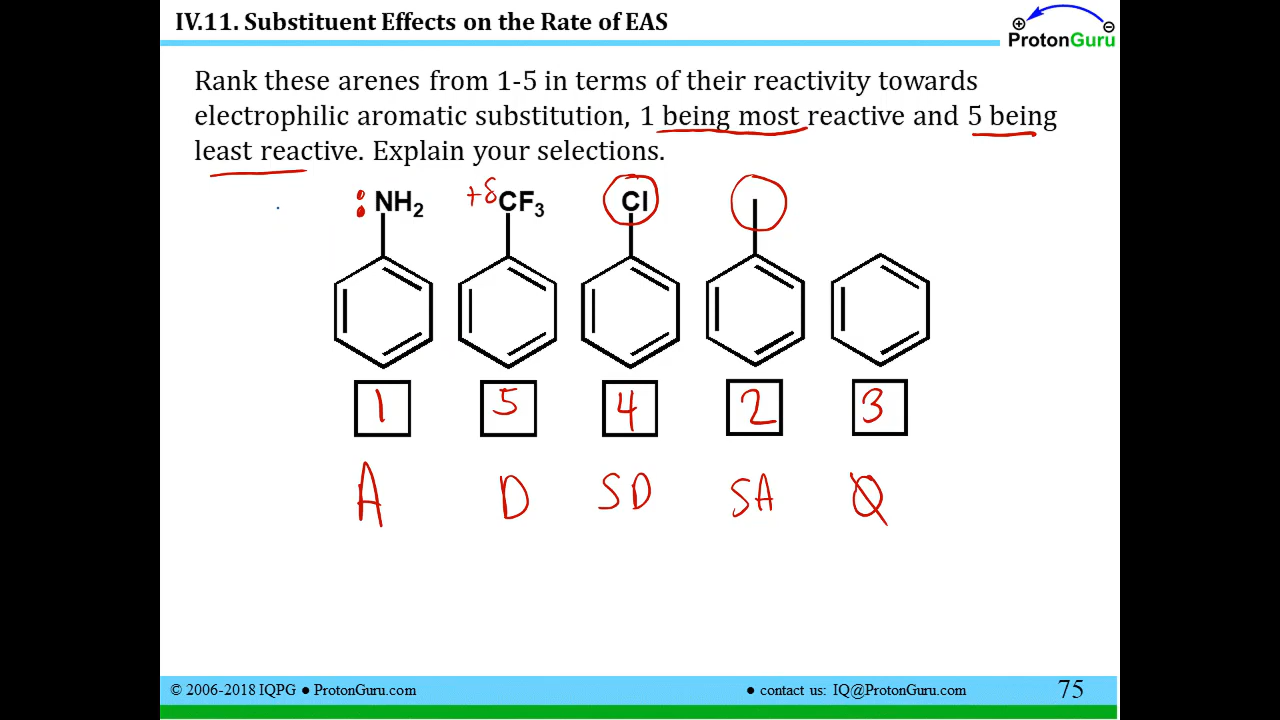 IV.11. Substituent Effects on the Rate of EAS
ProtonGuru
Rank these arenes from 1-5 in terms of their reactivity towards
electrophilic aromatic substitution, 1 being most reactive and 5 being
least reactive. Explain your selections.
:NH2 +δ CF3 Cl
1 5 4 2 3
A D SD SA Ø
© 2006-2018 IQPG ● ProtonGuru.com ● contact us: IQ@ProtonGuru.com 75